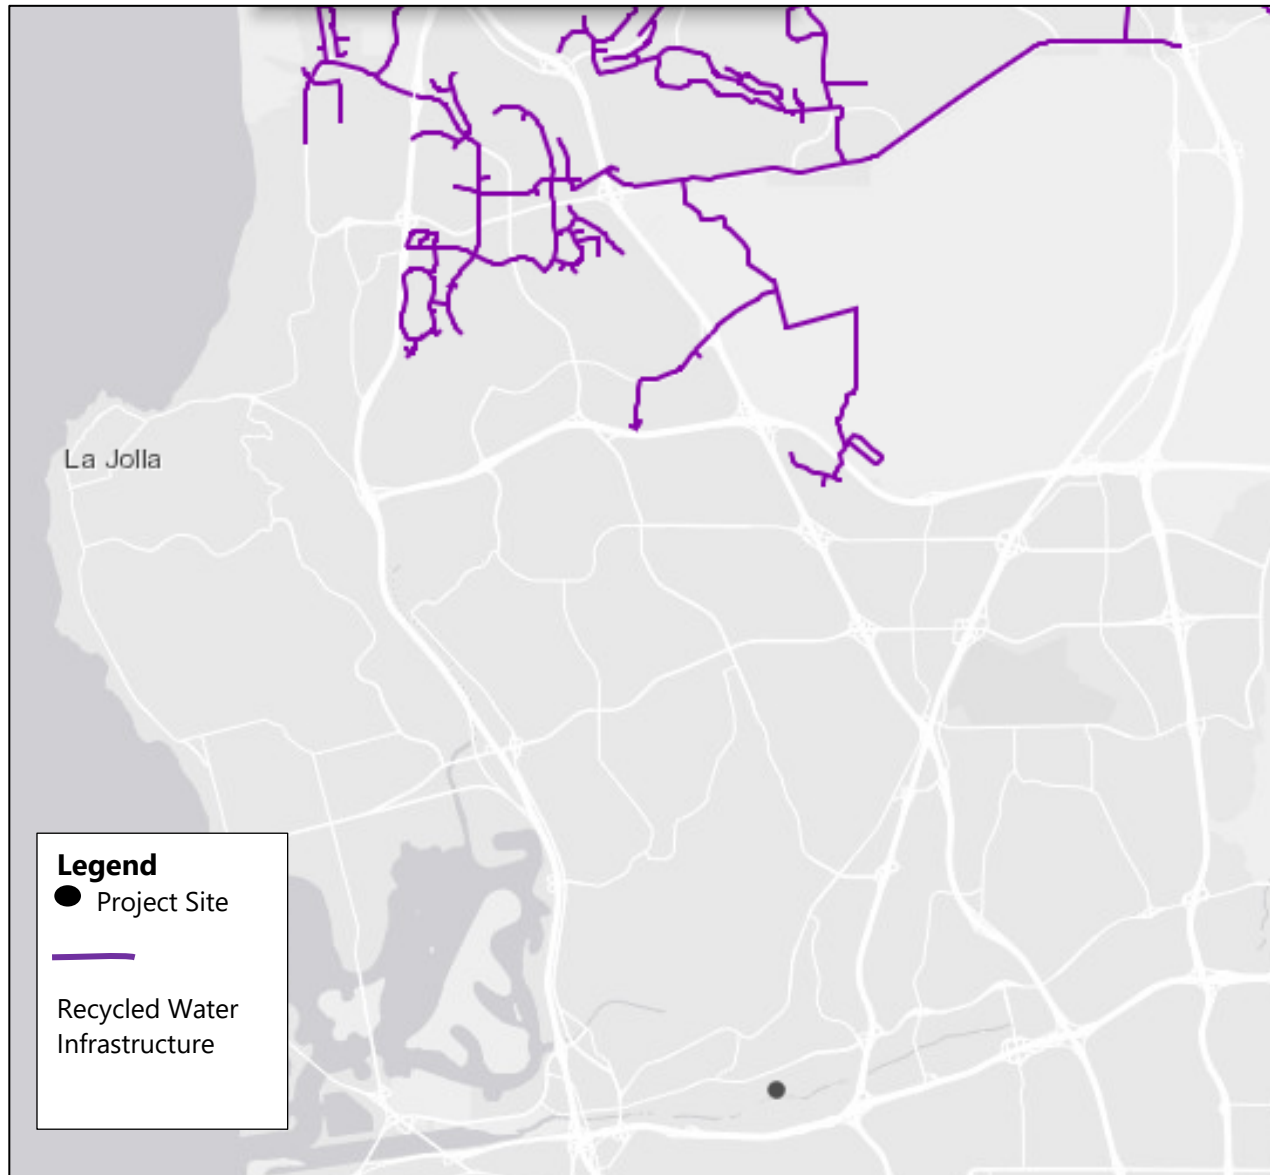 La Jolla
Legend
Project Site
Recycled Water
Infrastructure